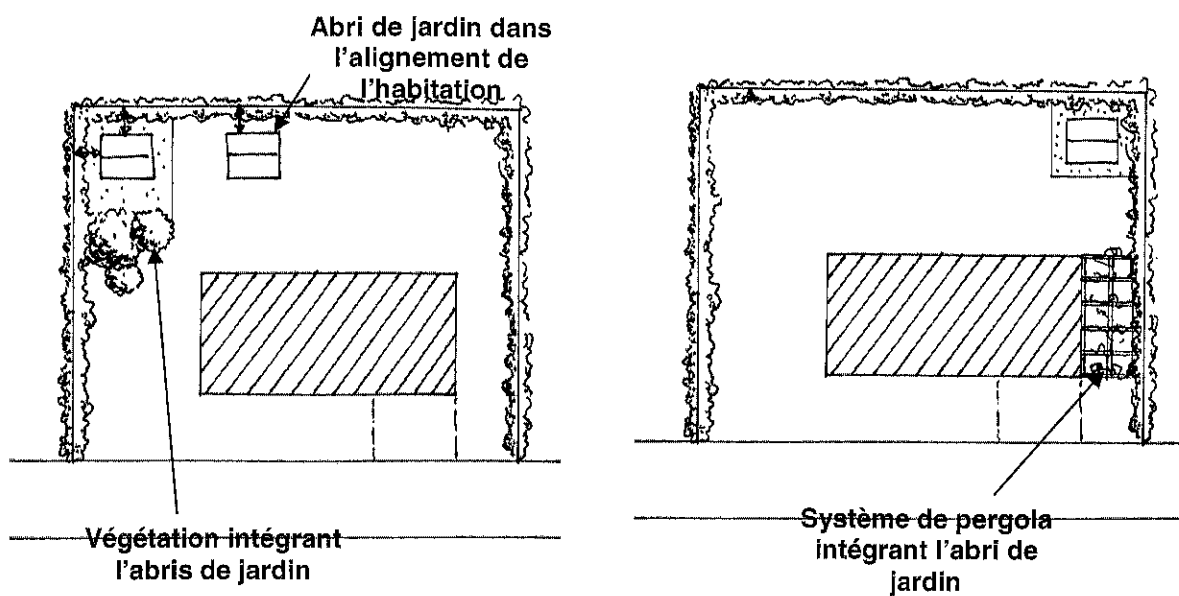 Abri de jardin dans
l'alignement de
l'habitation
Végétation intégrant
l'abris de jardin
Système de pergola
intégrant l'abri de
jardin